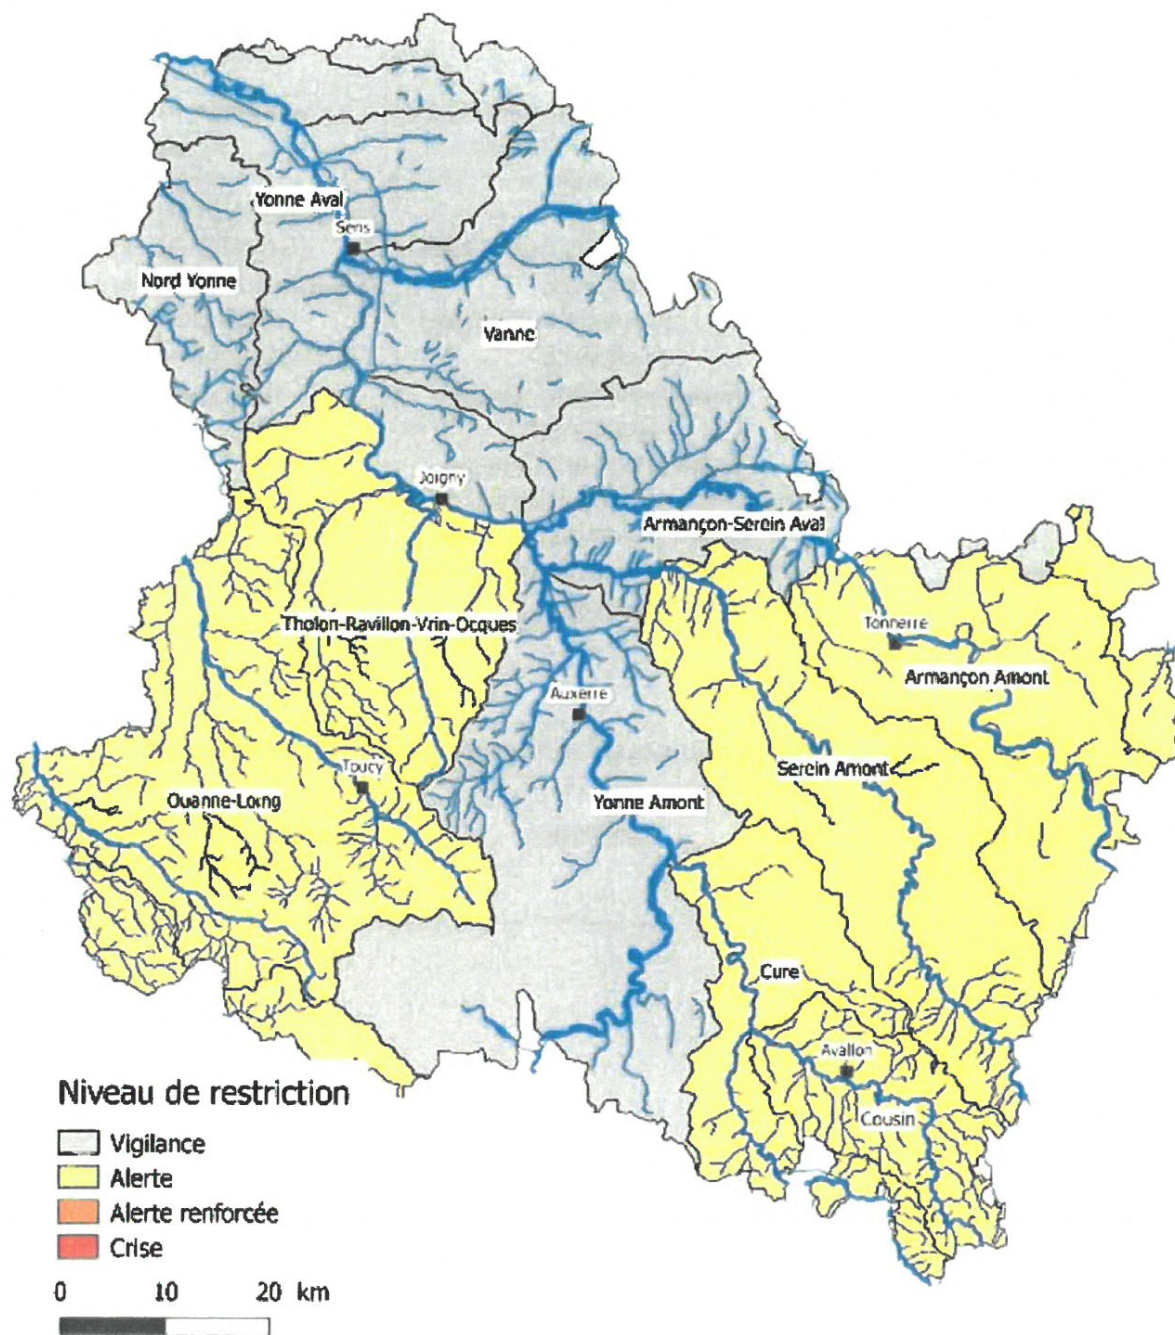 Yonne Aval
Sens
Nord Yonne
Vanne
Joigny
Armançon-Serein Aval
Tholon-Ravillon-Vrin-Ocques
Tonnerre
Armançon Amont
Auxerre
Toucy
Serein Amont
Ouanne-Loing
Yonne Amont
Cure
Avallon
Cousin
Niveau de restriction
Vigilance
Alerte
Alerte renforcée
Crise
0 10 20 km